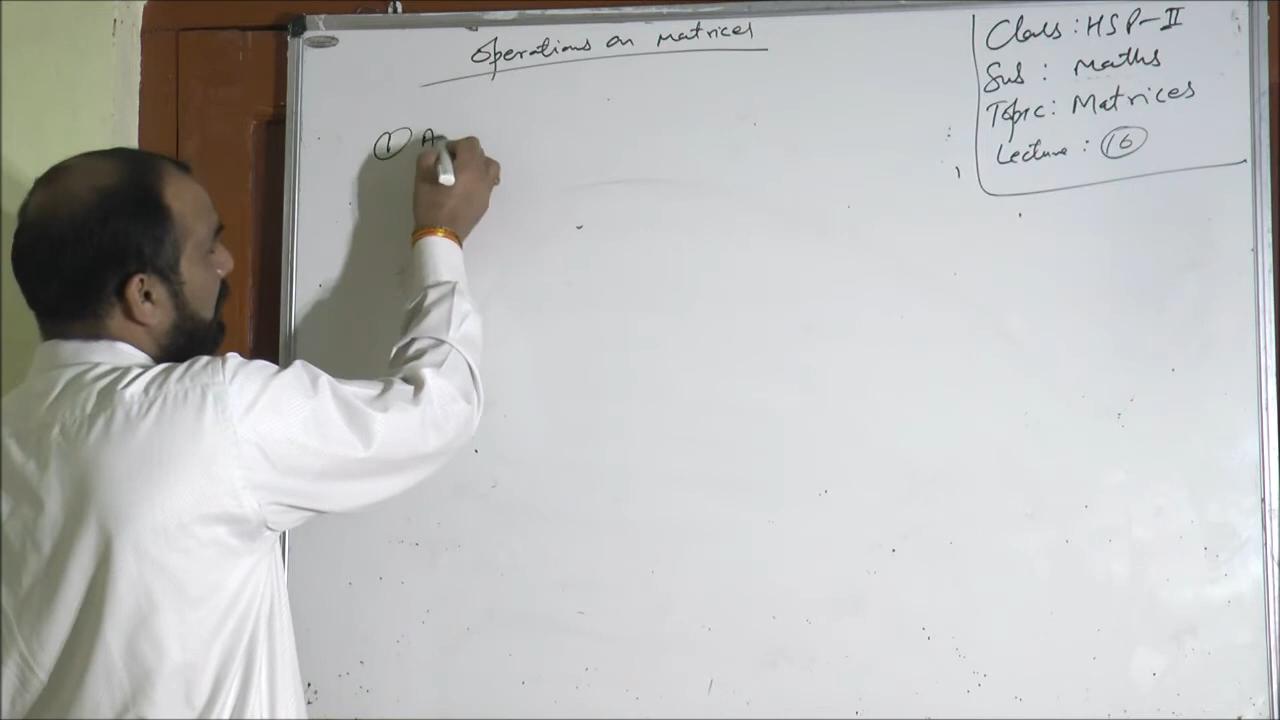 Operations on Matrices
① A
Class: HSP-II
Sub: Maths
Topic: Matrices
Lecture: 16